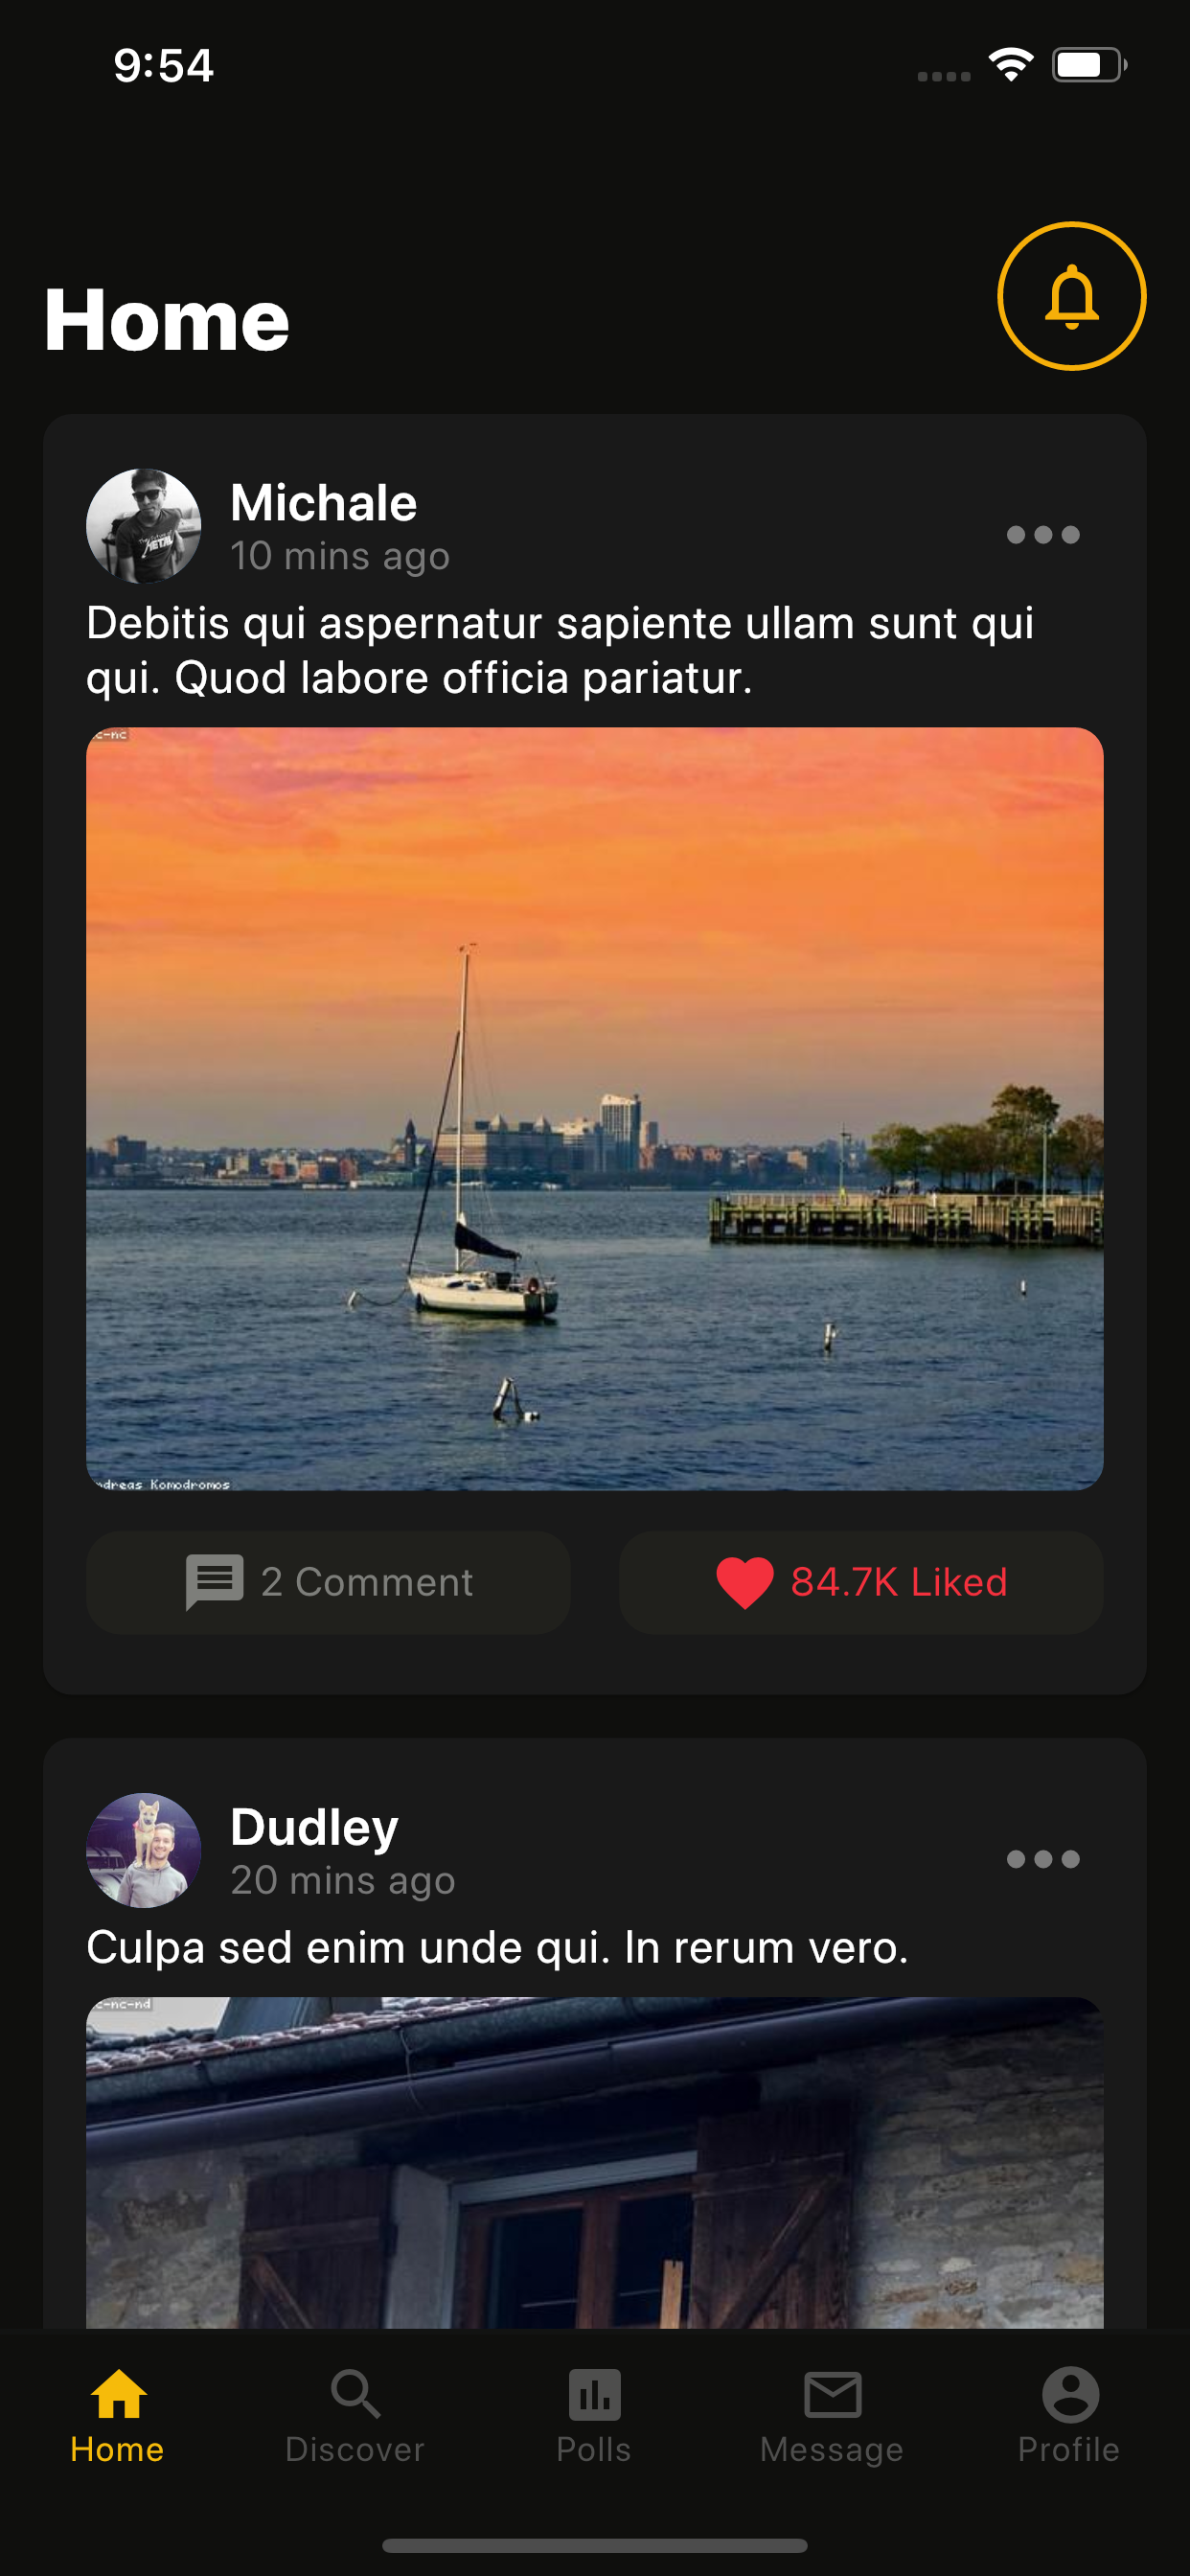 9:54
Home
Michale
10 mins ago
METAL
Debitis qui aspernatur sapiente ullam sunt qui
qui. Quod labore officia pariatur.
c-nc
ndreas Komodromos
2 Comment
84.7K Liked
Dudley
20 mins ago
Culpa sed enim unde qui. In rerum vero.
c-nc-nd
Home
Discover
Polls
Message
Profile